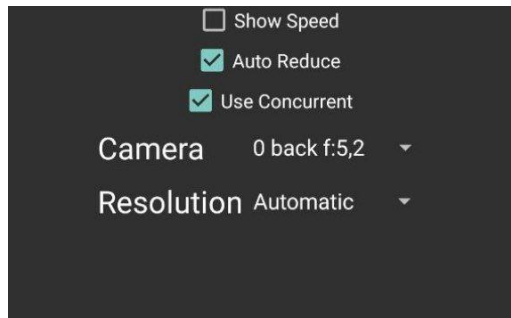 Show Speed
Auto Reduce
Use Concurrent
Camera 0 back f:5,2
Resolution Automatic